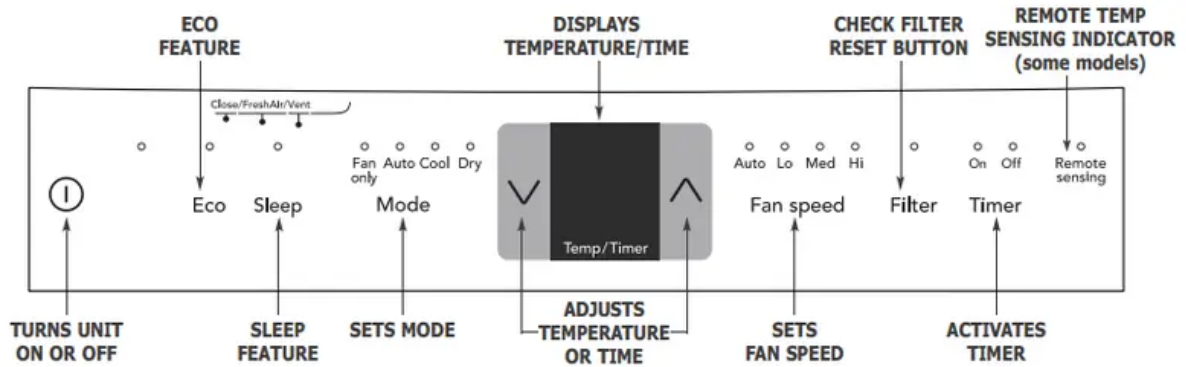 ECO
FEATURE
DISPLAYS
TEMPERATURE/TIME
CHECK FILTER
RESET BUTTON
REMOTE TEMP
SENSING INDICATOR
(some models)
Close/FreshAIr/Vent
Fan only Auto Cool Dry
Auto Lo Med Hi
On Off
Remote sensing
Eco Sleep Mode
Fan speed Filter Timer
Temp/Timer
TURNS UNIT
ON OR OFF
SLEEP
FEATURE
SETS MODE
ADJUSTS
TEMPERATURE
OR TIME
SETS
FAN SPEED
ACTIVATES
TIMER